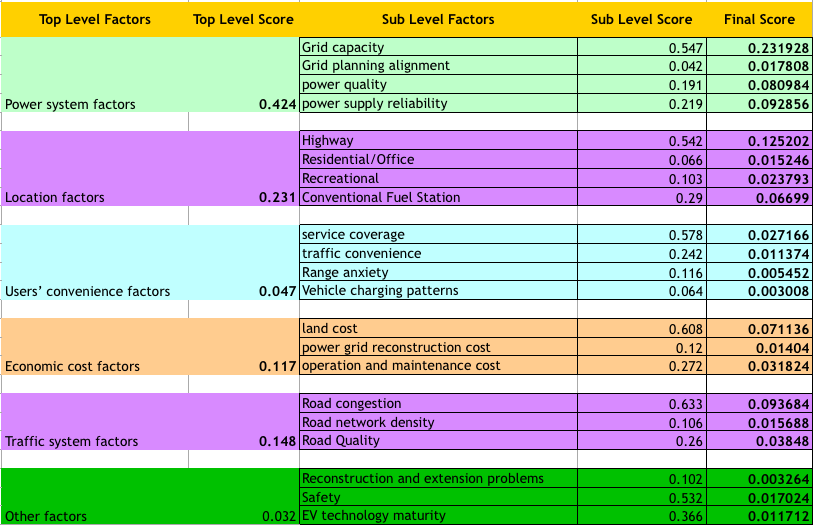 Top Level Factors Top Level Score Sub Level Factors Sub Level Score Final Score
Grid capacity 0.547 0.231928
Grid planning alignment 0.042 0.017808
power quality 0.191 0.080984
Power system factors 0.424 power supply reliability 0.219 0.092856
Highway 0.542 0.125202
Residential/Office 0.066 0.015246
Recreational 0.103 0.023793
Location factors 0.231 Conventional Fuel Station 0.29 0.06699
service coverage 0.578 0.027166
traffic convenience 0.242 0.011374
Range anxiety 0.116 0.005452
Users’ convenience factors 0.047 Vehicle charging patterns 0.064 0.003008
land cost 0.608 0.071136
power grid reconstruction cost 0.12 0.01404
Economic cost factors 0.117 operation and maintenance cost 0.272 0.031824
Road congestion 0.633 0.093684
Road network density 0.106 0.015688
Traffic system factors 0.148 Road Quality 0.26 0.03848
Reconstruction and extension problems 0.102 0.003264
Safety 0.532 0.017024
Other factors 0.032 EV technology maturity 0.366 0.011712